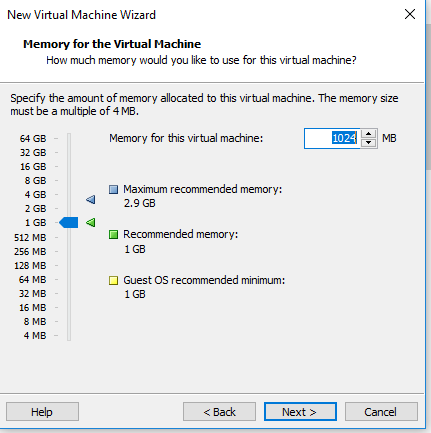 New Virtual Machine Wizard
Memory for the Virtual Machine
How much memory would you like to use for this virtual machine?
Specify the amount of memory allocated to this virtual machine. The memory size
must be a multiple of 4 MB.
Memory for this virtual machine: 1024 MB
64 GB
32 GB
16 GB
8 GB
4 GB
2 GB
1 GB
512 MB
256 MB
128 MB
64 MB
32 MB
16 MB
8 MB
4 MB
Maximum recommended memory:
2.9 GB
Recommended memory:
1 GB
Guest OS recommended minimum:
1 GB
Help
< Back
Next >
Cancel